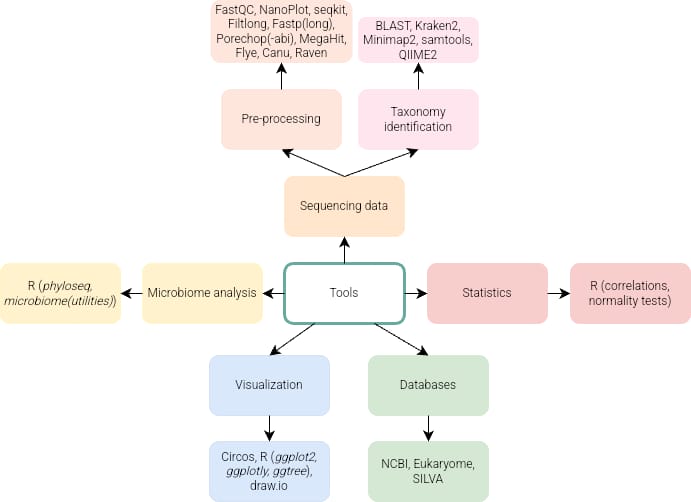 FastQC, NanoPlot, seqkit,
Filtlong, Fastp(long),
Porechop(-abi), MegaHit,
Flye, Canu, Raven
BLAST, Kraken2,
Minimap2, samtools,
QIIME2
Pre-processing
Taxonomy
identification
Sequencing data
R (phyloseq,
microbiome(utilities))
Microbiome analysis
Tools
Statistics
R (correlations,
normality tests)
Visualization
Databases
Circos, R (ggplot2,
ggplotly, ggtree),
draw.io
NCBI, Eukaryome,
SILVA